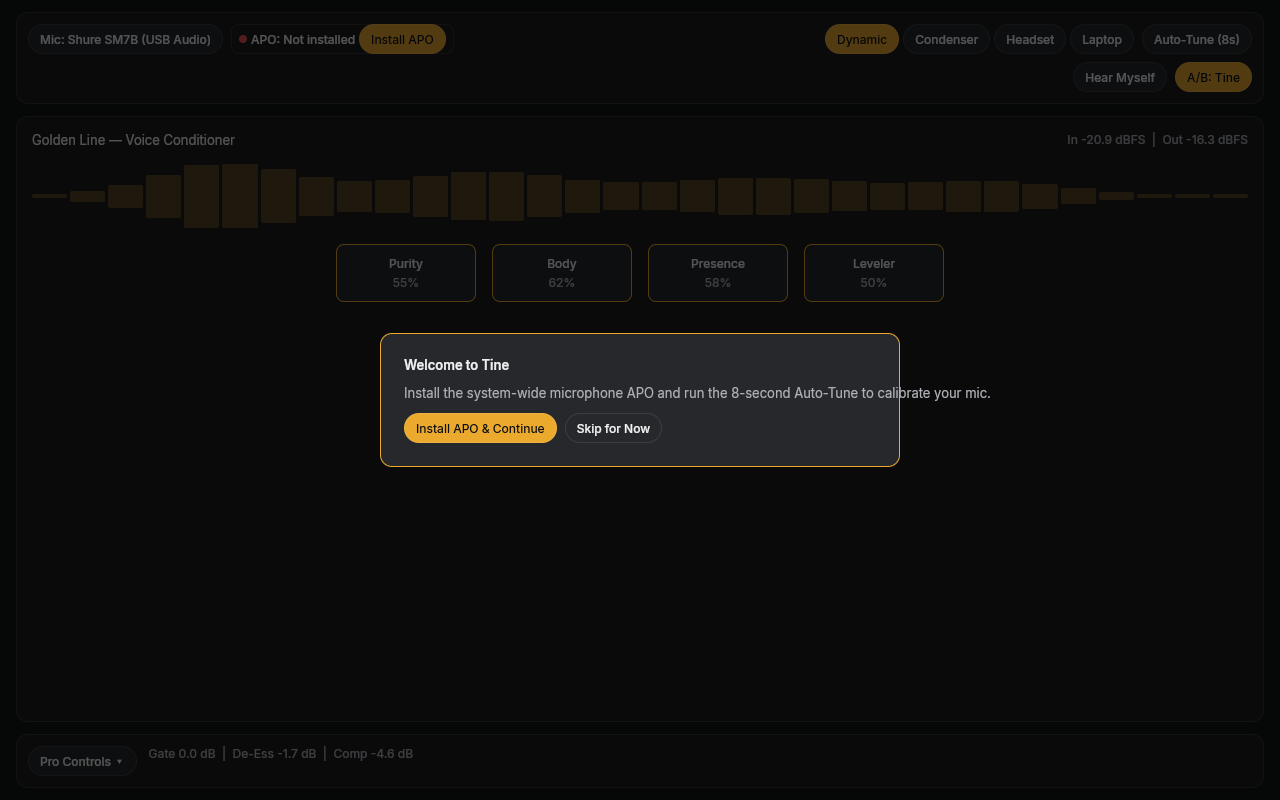 Mic: Shure SM7B (USB Audio)
APO: Not installed
Install APO
Dynamic
Condenser
Headset
Laptop
Auto-Tune (8s)
Hear Myself
A/B: Tine
Golden Line — Voice Conditioner
In -20.9 dBFS | Out -16.3 dBFS
Purity
55%
Body
62%
Presence
58%
Leveler
50%
Welcome to Tine
Install the system-wide microphone APO and run the 8-second Auto-Tune to calibrate your mic.
Install APO & Continue
Skip for Now
Pro Controls ▾
Gate 0.0 dB | De-Ess -1.7 dB | Comp -4.6 dB